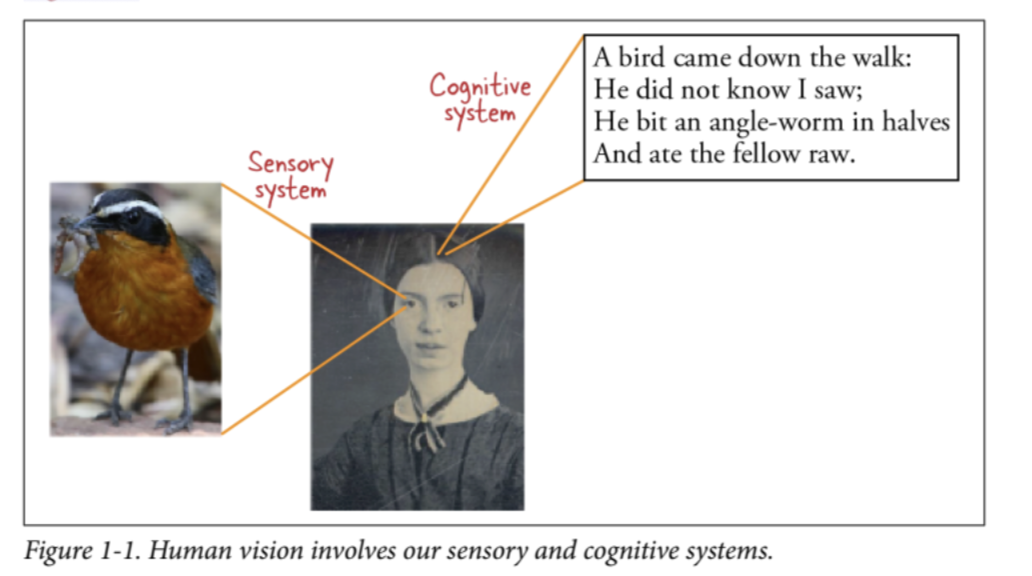 Cognitive
system
Sensory
system
A bird came down the walk:
He did not know I saw;
He bit an angle-worm in halves
And ate the fellow raw.
Figure 1-1. Human vision involves our sensory and cognitive systems.